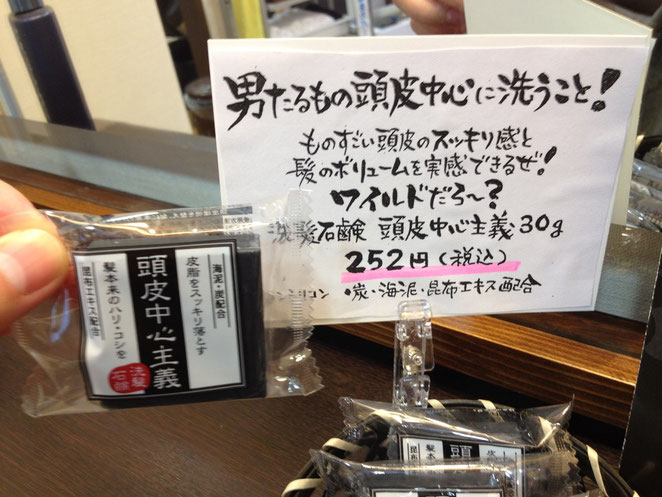 男たるもの頭皮中心に洗うこと!
ものすごい頭皮のスッキリ感と
髪のボリュームを実感できるぜ!
ワイルドだろ〜?
洗髪石鹸 頭皮中心主義 30g
252円(税込)
コン ・炭・海泥・昆布エキス配合
海泥・炭配合
皮脂をスッキリ落とす
頭皮中心主義
洗髪石鹸
髪本来のハリ・コシを
昆布エキス配合